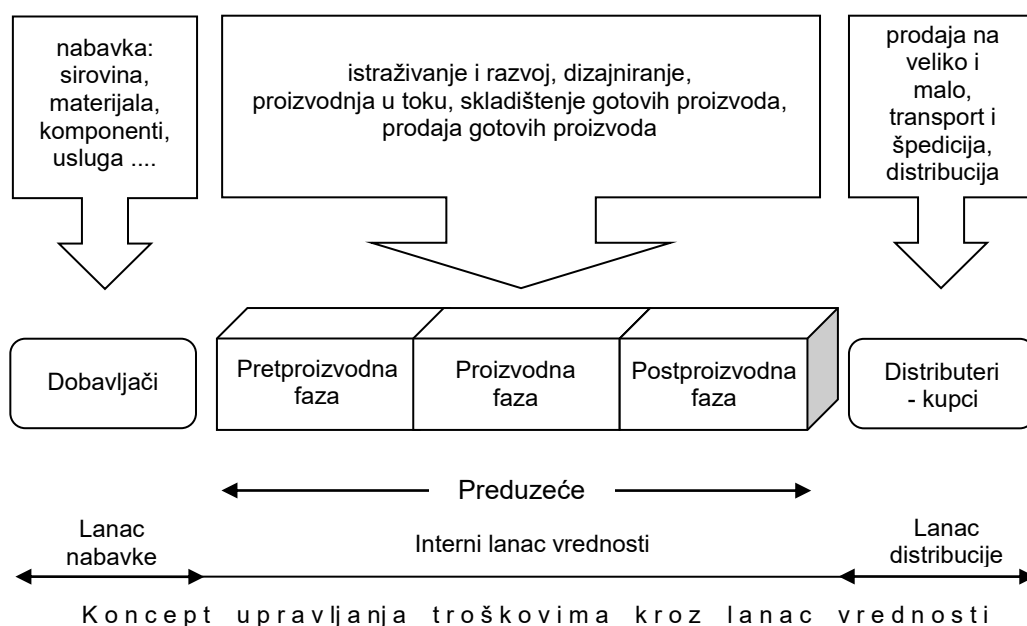 nabavka:
sirovina,
materijala,
komponenti,
usluga ....
istraživanje i razvoj, dizajniranje,
proizvodnja u toku, skladištenje gotovih proizvoda,
prodaja gotovih proizvoda
prodaja na
veliko i
malo,
transport i
špedicija,
distribucija
Dobavljači
Pretproizvodna
faza
Proizvodna
faza
Postproizvodna
faza
Distributeri
- kupci
Preduzeće
Lanac
nabavke
Interni lanac vrednosti
Lanac
distribucije
Koncept upravljanja troškovima kroz lanac vrednosti